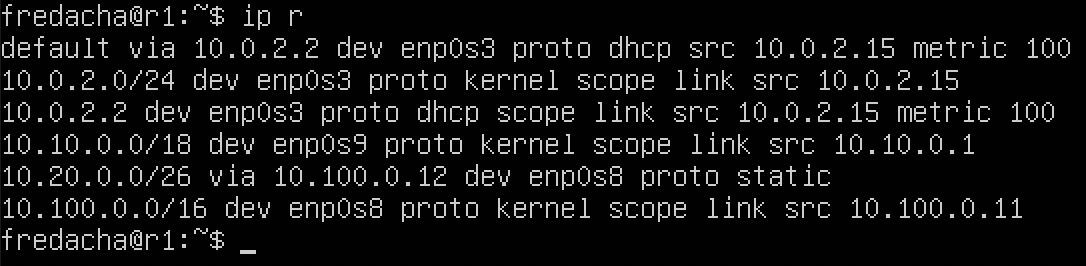 fredacha@r1:~$ ip r
default via 10.0.2.2 dev enp0s3 proto dhcp src 10.0.2.15 metric 100
10.0.2.0/24 dev enp0s3 proto kernel scope link src 10.0.2.15
10.0.2.2 dev enp0s3 proto dhcp scope link src 10.0.2.15 metric 100
10.10.0.0/18 dev enp0s9 proto kernel scope link src 10.10.0.1
10.20.0.0/26 via 10.100.0.12 dev enp0s8 proto static
10.100.0.0/16 dev enp0s8 proto kernel scope link src 10.100.0.11
fredacha@r1:~$ _